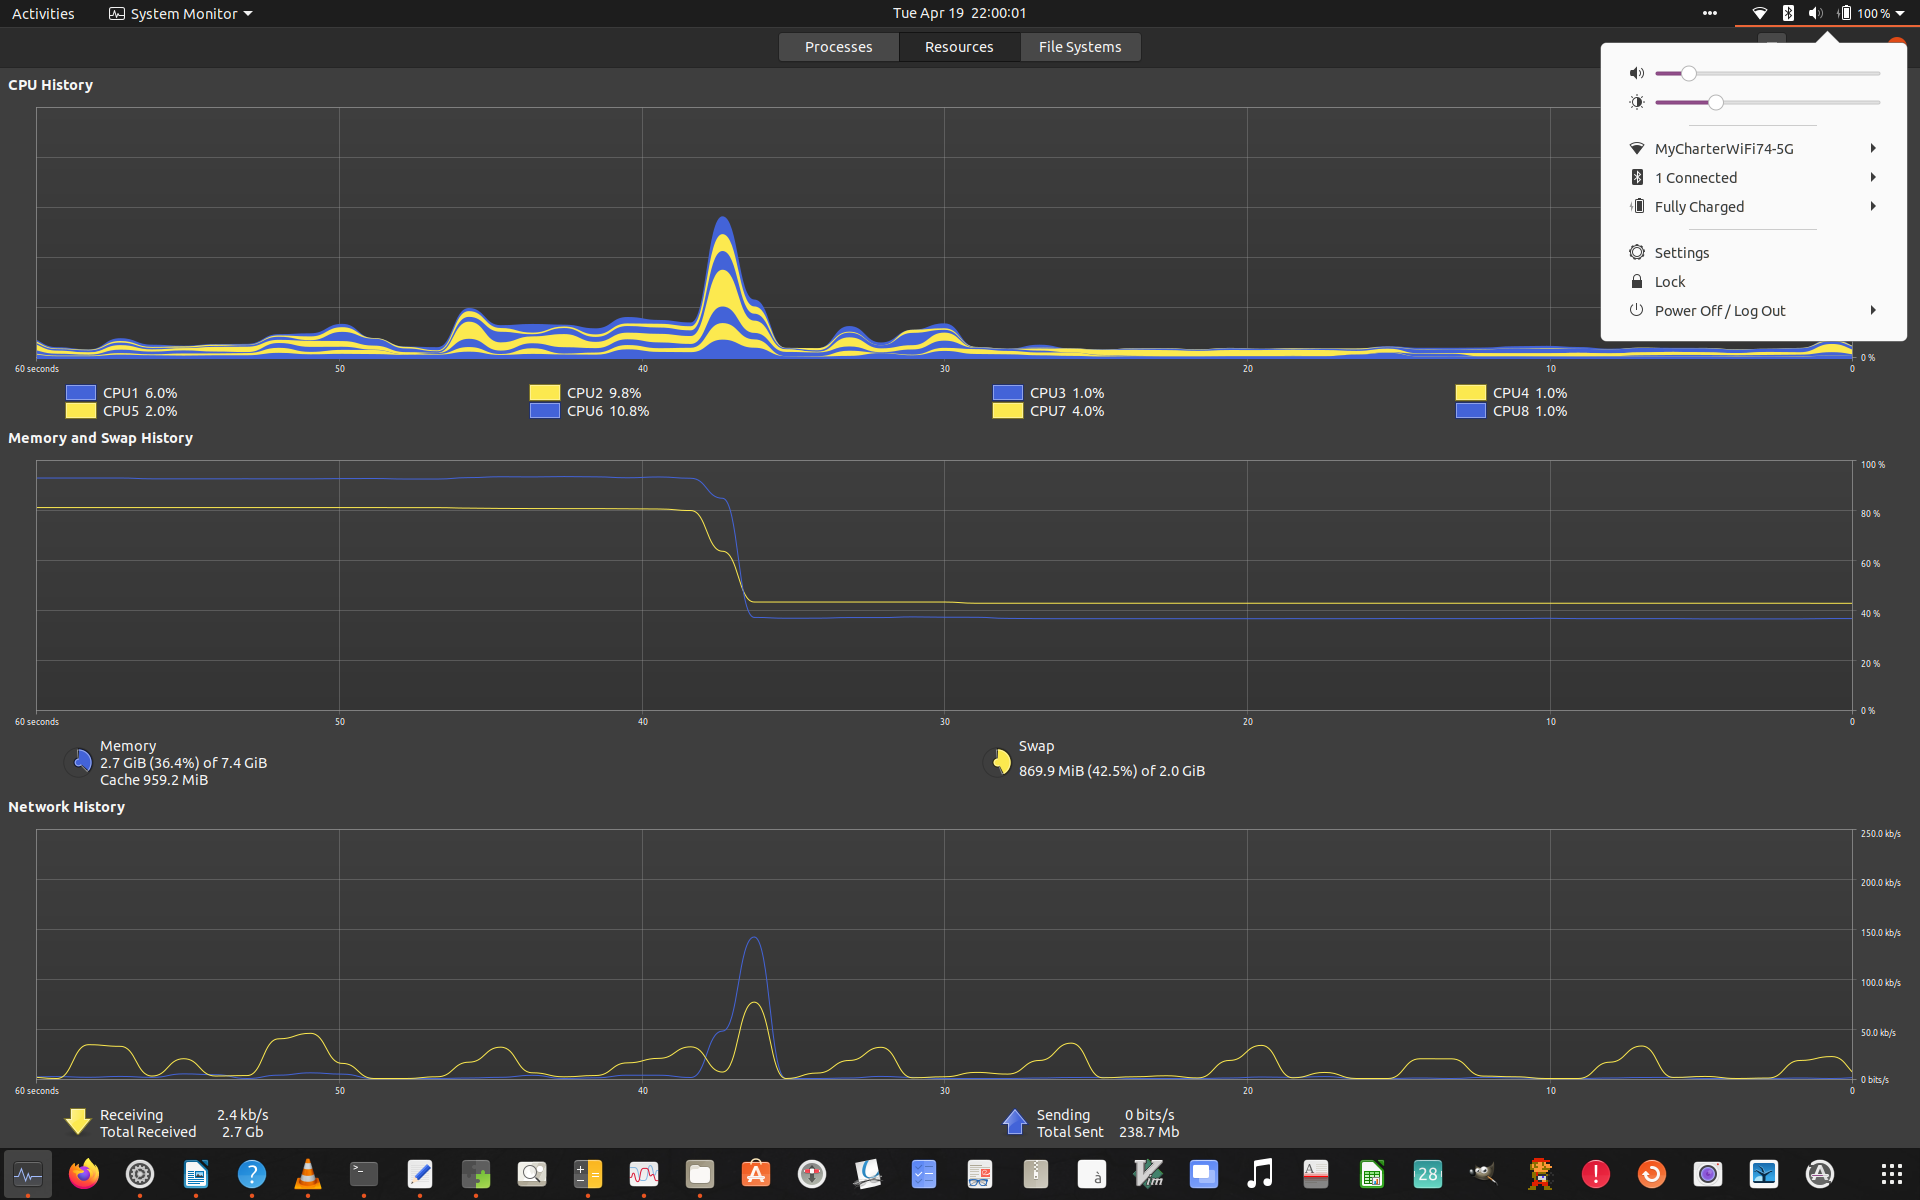 Activities System Monitor Tue Apr 19 22:00:01 100 %
Processes Resources File Systems
CPU History
MyCharterWiFi74-5G
1 Connected
Fully Charged
Settings
Lock
Power Off / Log Out
0 %
60 seconds 50 40 30 20 10 0
CPU1 6.0% CPU2 9.8% CPU3 1.0% CPU4 1.0%
CPU5 2.0% CPU6 10.8% CPU7 4.0% CPU8 1.0%
Memory and Swap History
100 %
80 %
60 %
40 %
20 %
0 %
60 seconds 50 40 30 20 10 0
Memory
2.7 GiB (36.4%) of 7.4 GiB
Cache 959.2 MiB
Swap
869.9 MiB (42.5%) of 2.0 GiB
Network History
250.0 kb/s
200.0 kb/s
150.0 kb/s
100.0 kb/s
50.0 kb/s
0 bits/s
60 seconds 50 40 30 20 10 0
Receiving 2.4 kb/s
Total Received 2.7 Gb
Sending 0 bits/s
Total Sent 238.7 Mb
? >_ à Vim A 28 !